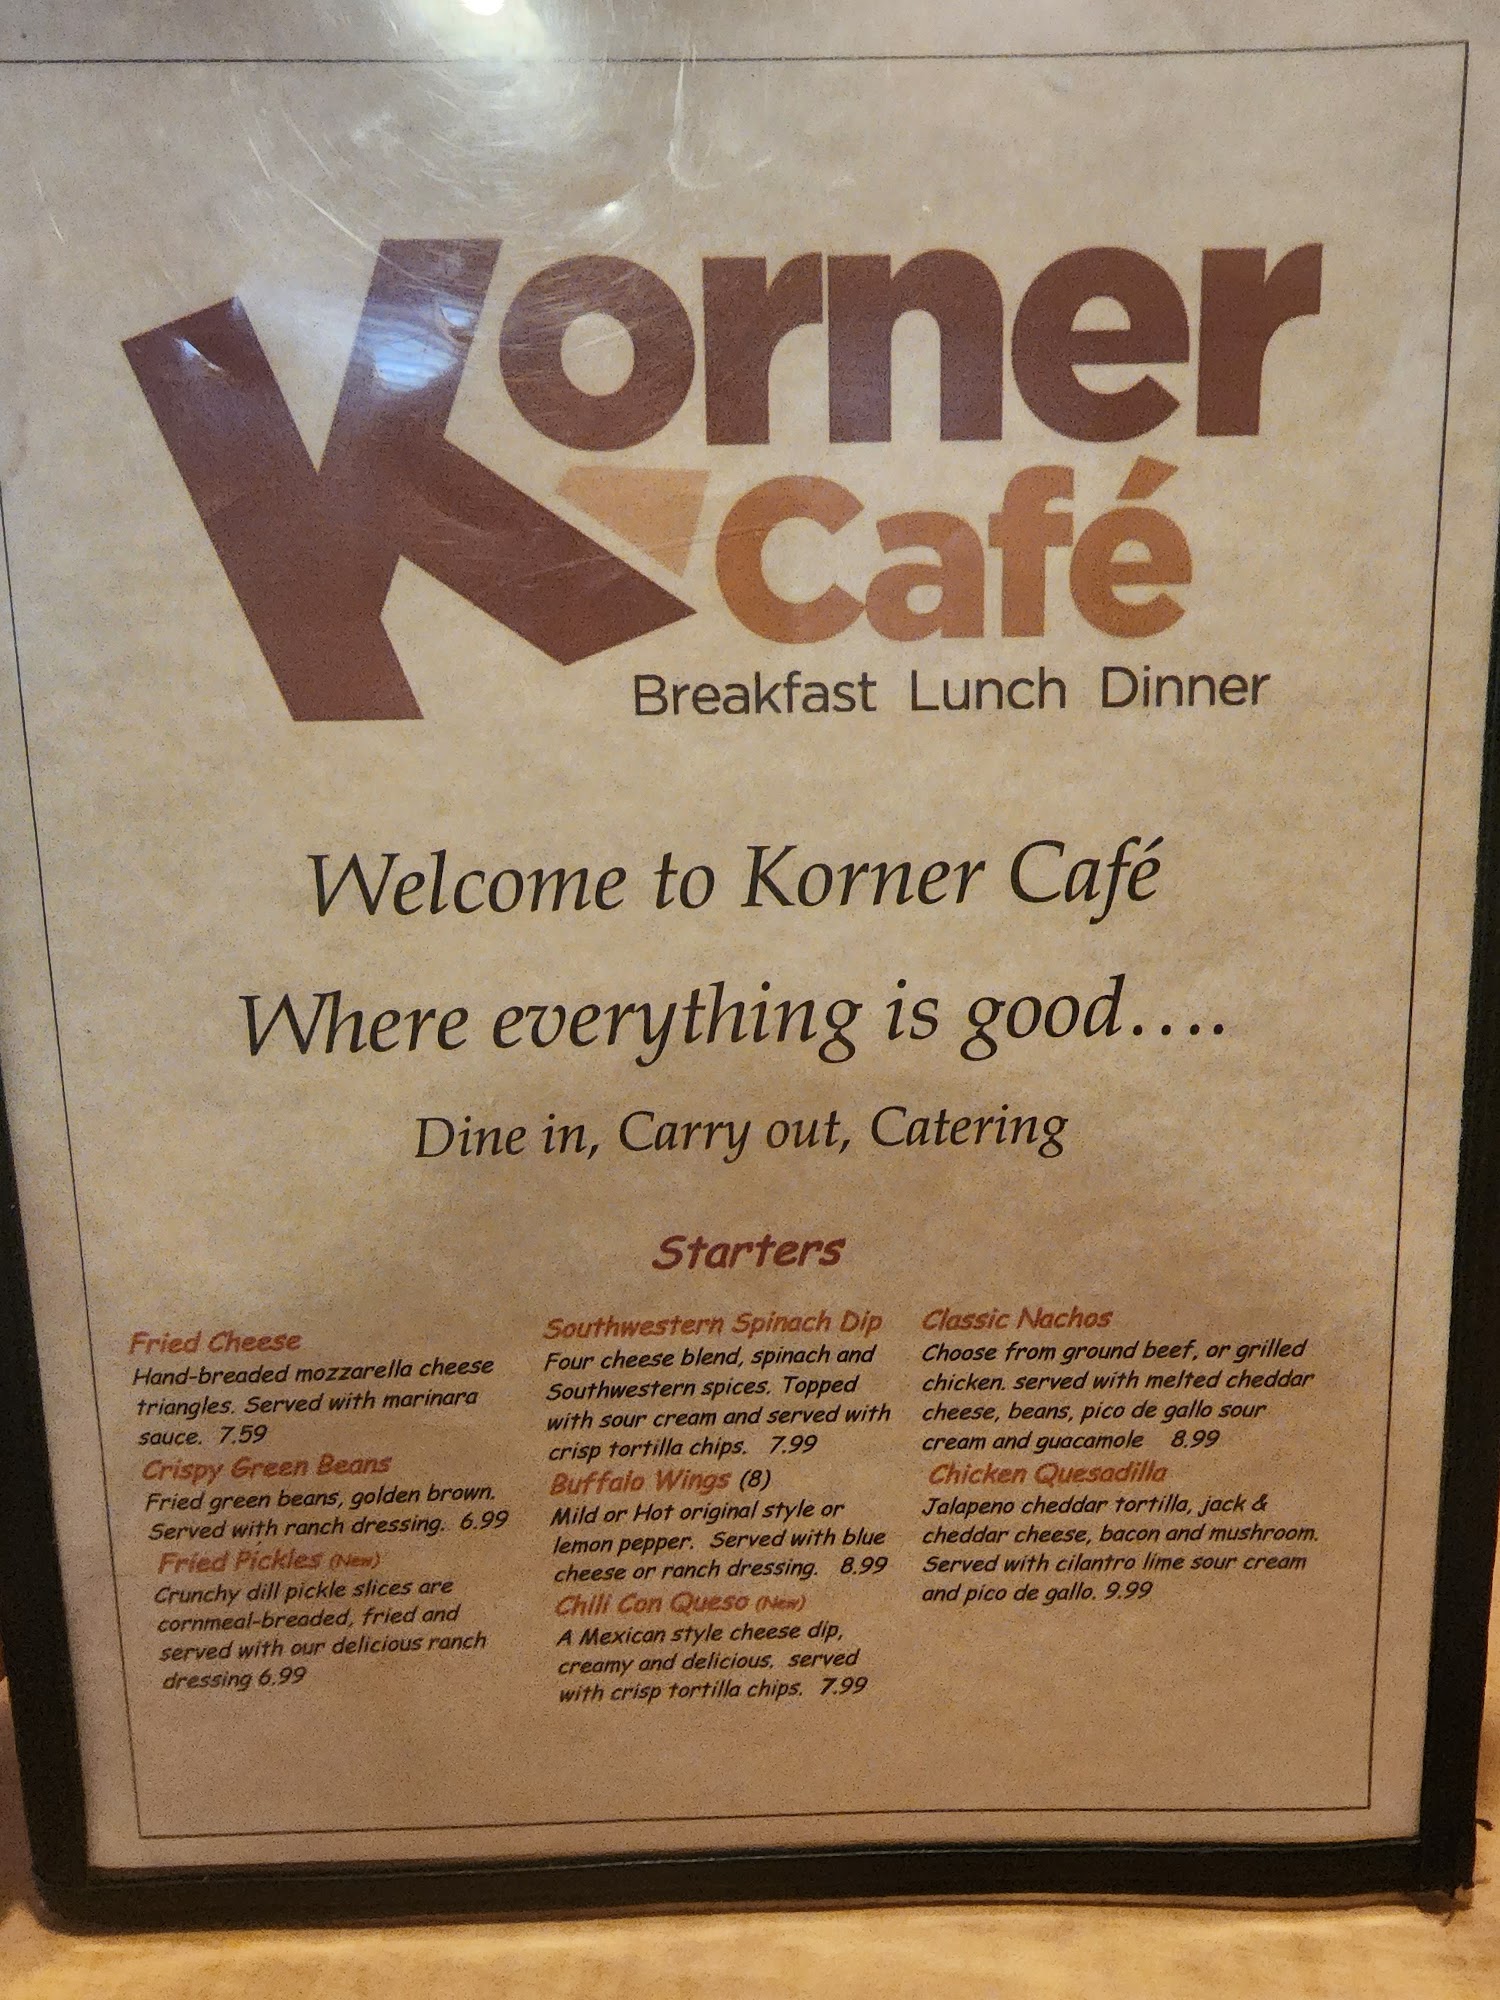 Korner
Café
Breakfast Lunch Dinner
Welcome to Korner Café
Where everything is good....
Dine in, Carry out, Catering
Starters
Fried Cheese
Hand-breaded mozzarella cheese
triangles. Served with marinara
sauce. 7.59
Crispy Green Beans
Fried green beans, golden brown.
Served with ranch dressing. 6.99
Fried Pickles (New)
Crunchy dill pickle slices are
cornmeal-breaded, fried and
served with our delicious ranch
dressing 6.99
Southwestern Spinach Dip
Four cheese blend, spinach and
Southwestern spices. Topped
with sour cream and served with
crisp tortilla chips. 7.99
Buffalo Wings (8)
Mild or Hot original style or
lemon pepper. Served with blue
cheese or ranch dressing. 8.99
Chili Con Queso (New)
A Mexican style cheese dip,
creamy and delicious. served
with crisp tortilla chips. 7.99
Classic Nachos
Choose from ground beef, or grilled
chicken. served with melted cheddar
cheese, beans, pico de gallo sour
cream and guacamole 8.99
Chicken Quesadilla
Jalapeno cheddar tortilla, jack &
cheddar cheese, bacon and mushroom.
Served with cilantro lime sour cream
and pico de gallo. 9.99